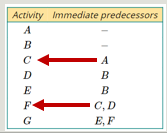 Activity Immediate predecessors
A –
B –
C A
D B
E B
F C, D
G E, F